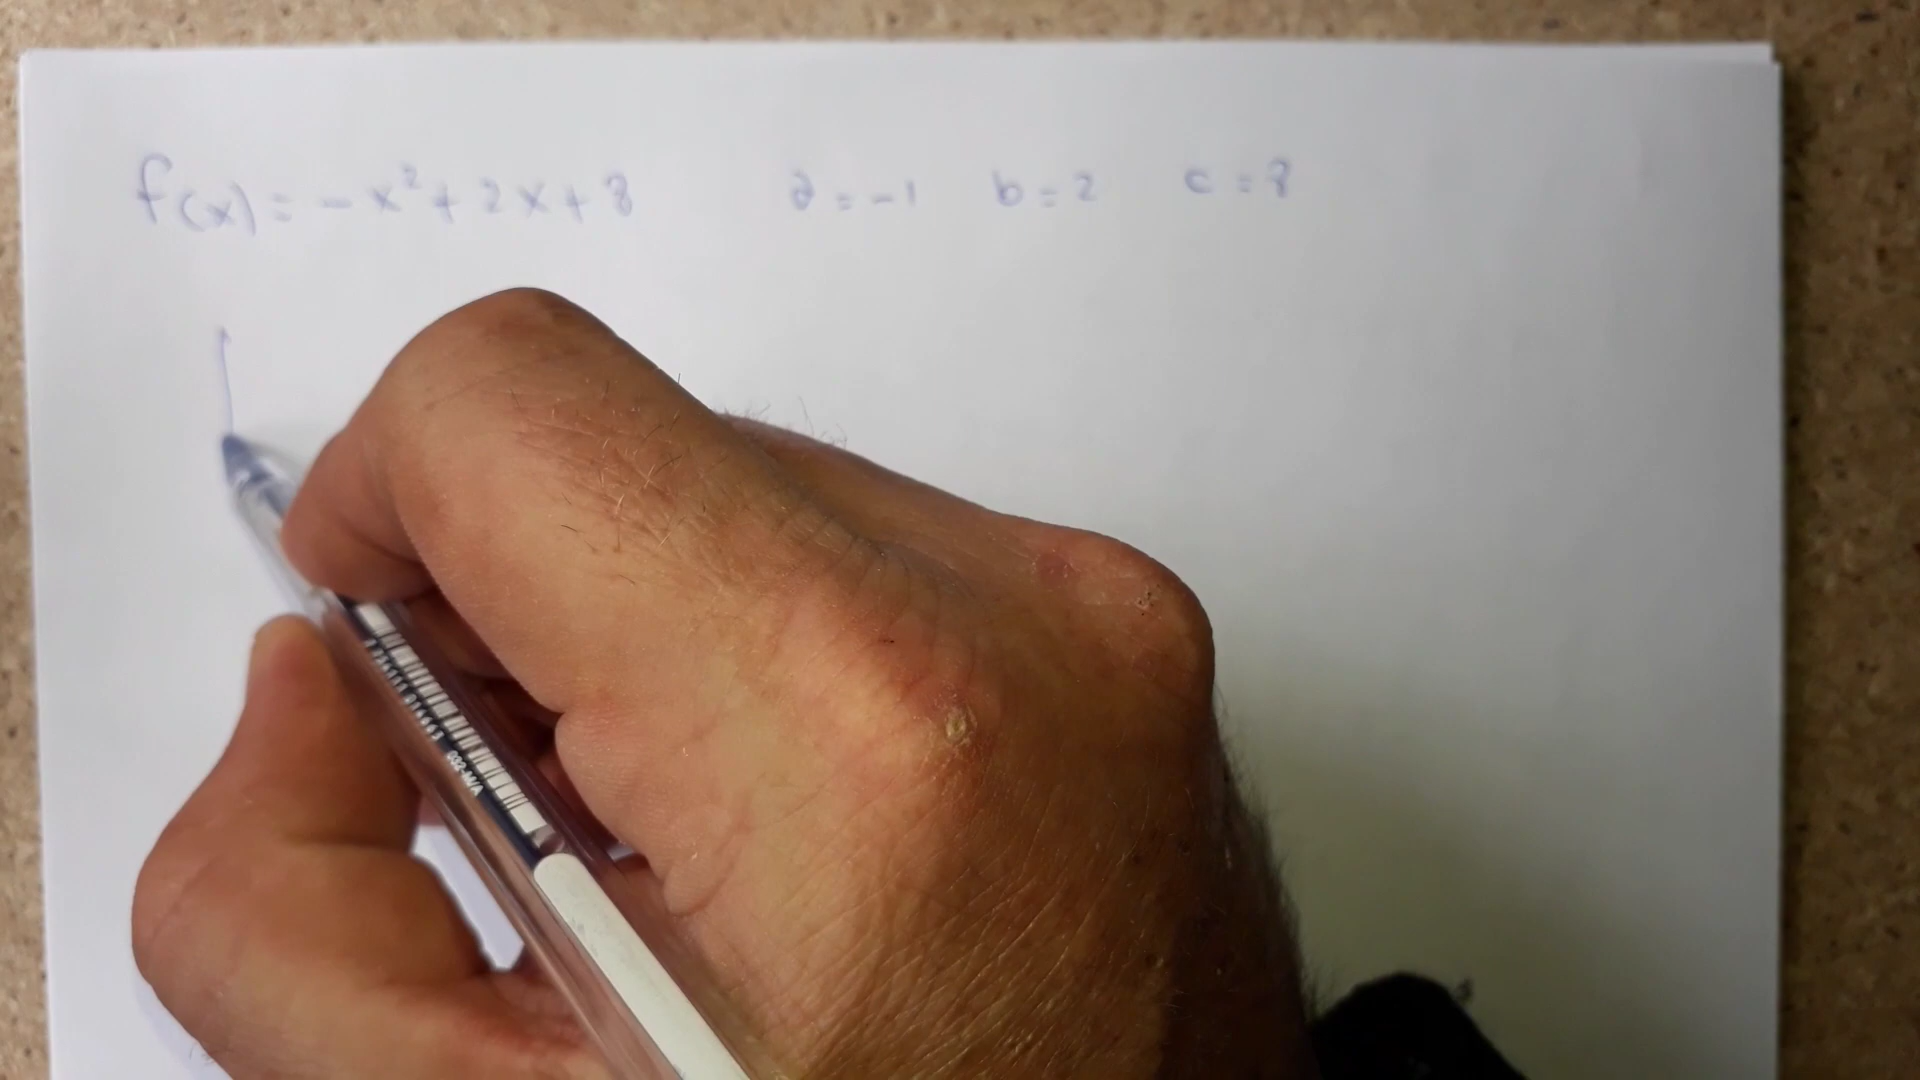 f(x) = -x² + 2x + 8 a = -1 b = 2 c = 8